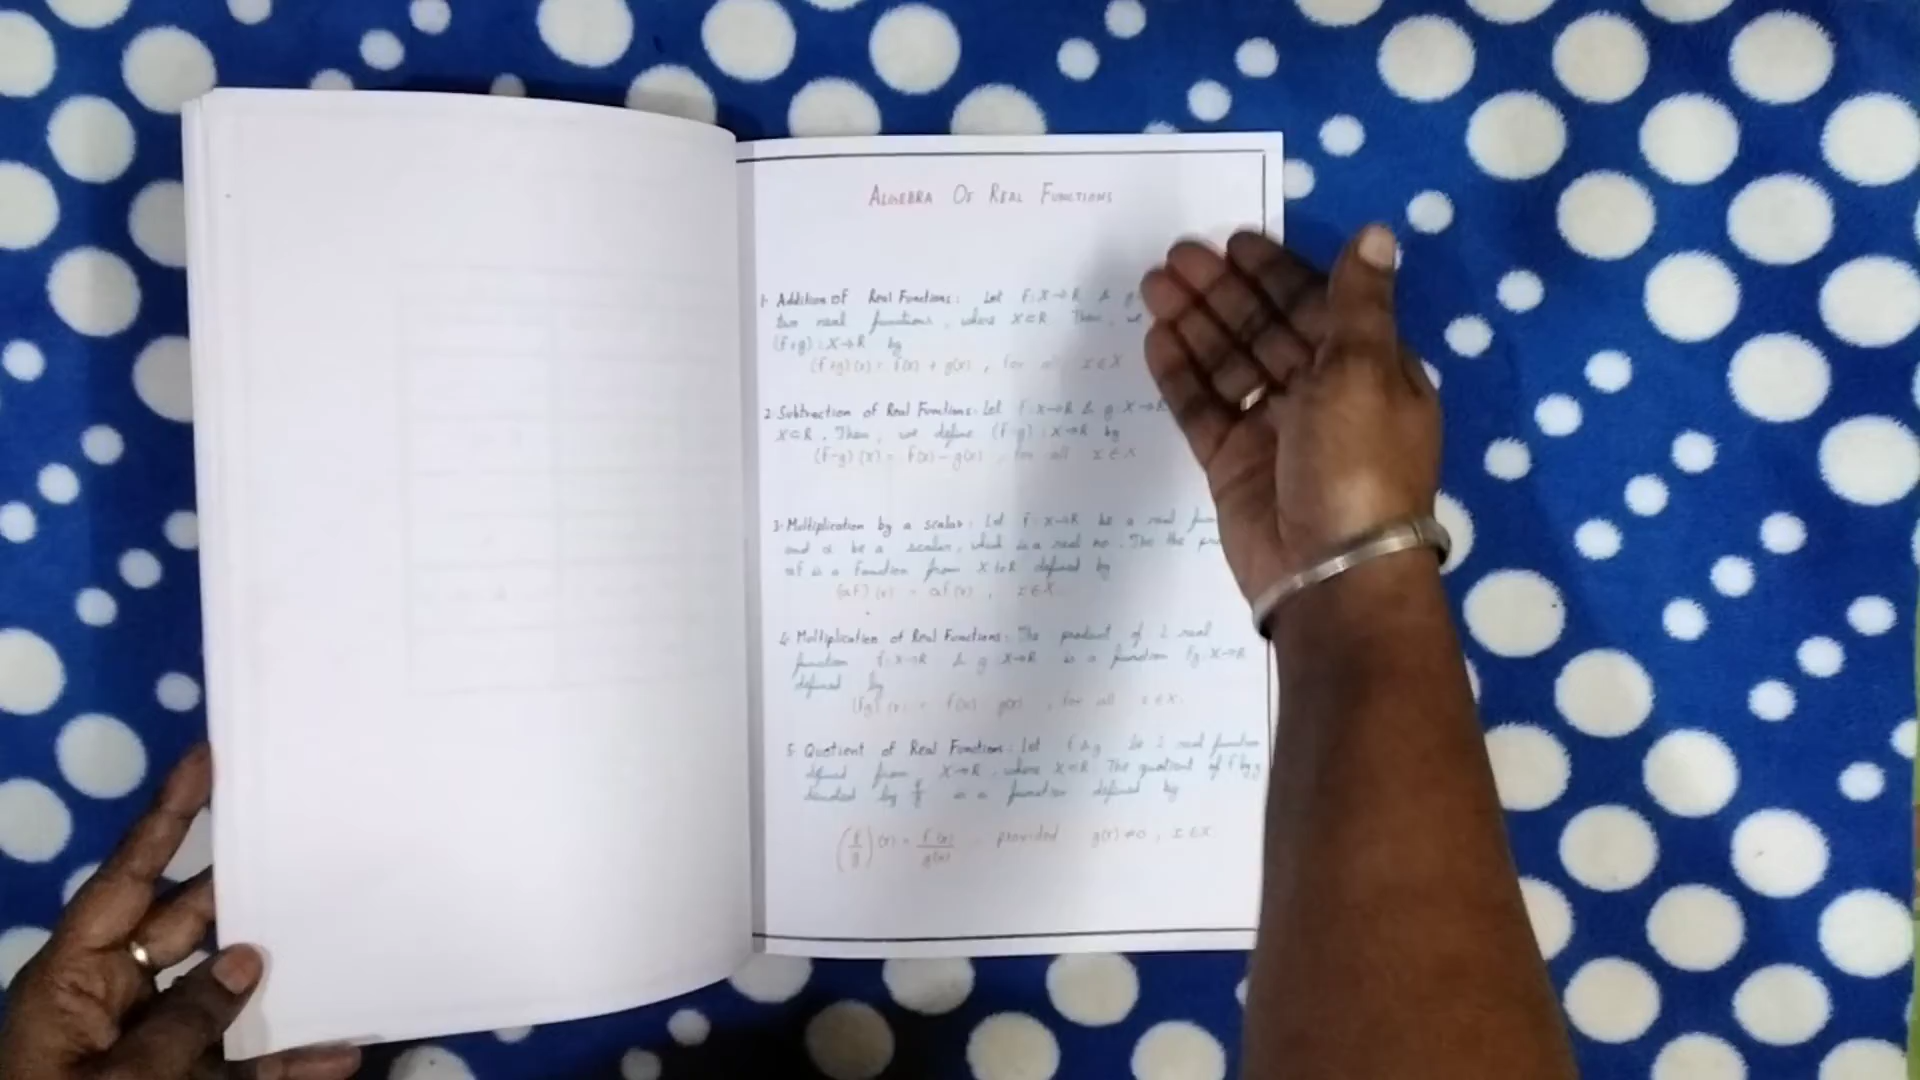 ALGEBRA OF REAL FUNCTIONS
1. Addition of Real Functions: Let f: X→R & g
two real functions, where X⊂R. Then, we
(f+g): X→R by
(f+g)(x) = f(x) + g(x), for all x∈X
2. Subtraction of Real Functions: Let f: X→R & g: X→R
X⊂R. Then, we define (f-g): X→R by
(f-g)(x) = f(x) - g(x), for all x∈X
3. Multiplication by a scalar: Let f: X→R be a real
and α be a scalar, which is a real no. The the
αf is a function from X to R defined by
(αf)(x) = αf(x), x∈X
4. Multiplication of Real Functions: The product of 2 real
function f: X→R & g: X→R is a function fg: X→R
defined by
(fg)(x) = f(x) g(x), for all x∈X.
5. Quotient of Real Functions: Let f & g be 2 real function
defined from X→R, where X⊂R. The quotient of f by g
denoted by f/g is a function defined by
(f/g)(x) = f(x)/g(x) provided g(x)≠0, x∈X